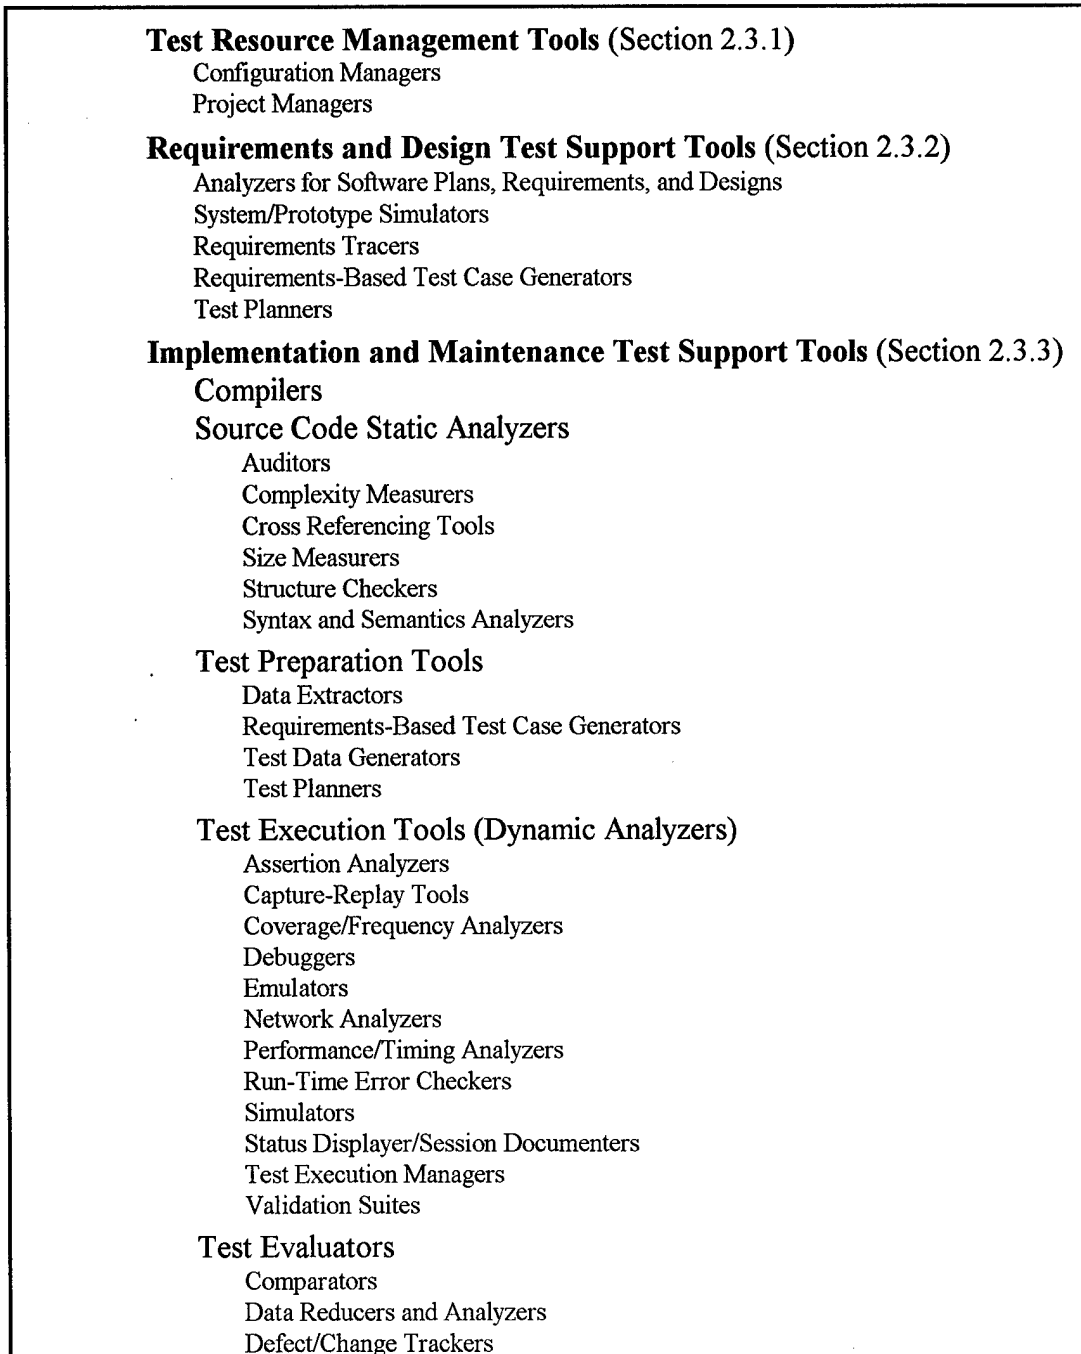 Test Resource Management Tools (Section 2.3.1)
Configuration Managers
Project Managers
Requirements and Design Test Support Tools (Section 2.3.2)
Analyzers for Software Plans, Requirements, and Designs
System/Prototype Simulators
Requirements Tracers
Requirements-Based Test Case Generators
Test Planners
Implementation and Maintenance Test Support Tools (Section 2.3.3)
Compilers
Source Code Static Analyzers
Auditors
Complexity Measurers
Cross Referencing Tools
Size Measurers
Structure Checkers
Syntax and Semantics Analyzers
Test Preparation Tools
Data Extractors
Requirements-Based Test Case Generators
Test Data Generators
Test Planners
Test Execution Tools (Dynamic Analyzers)
Assertion Analyzers
Capture-Replay Tools
Coverage/Frequency Analyzers
Debuggers
Emulators
Network Analyzers
Performance/Timing Analyzers
Run-Time Error Checkers
Simulators
Status Displayer/Session Documenters
Test Execution Managers
Validation Suites
Test Evaluators
Comparators
Data Reducers and Analyzers
Defect/Change Trackers